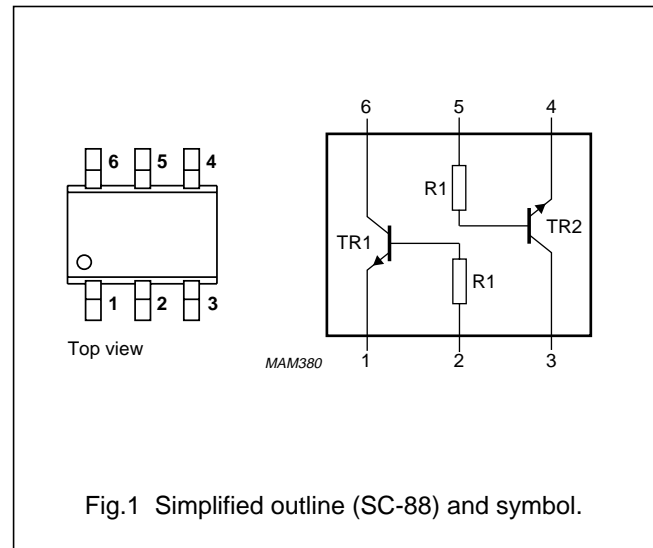 6 5 4
1 2 3
Top view
6 5 4
R1
TR2
TR1
R1
MAM380
1 2 3
Fig.1 Simplified outline (SC-88) and symbol.